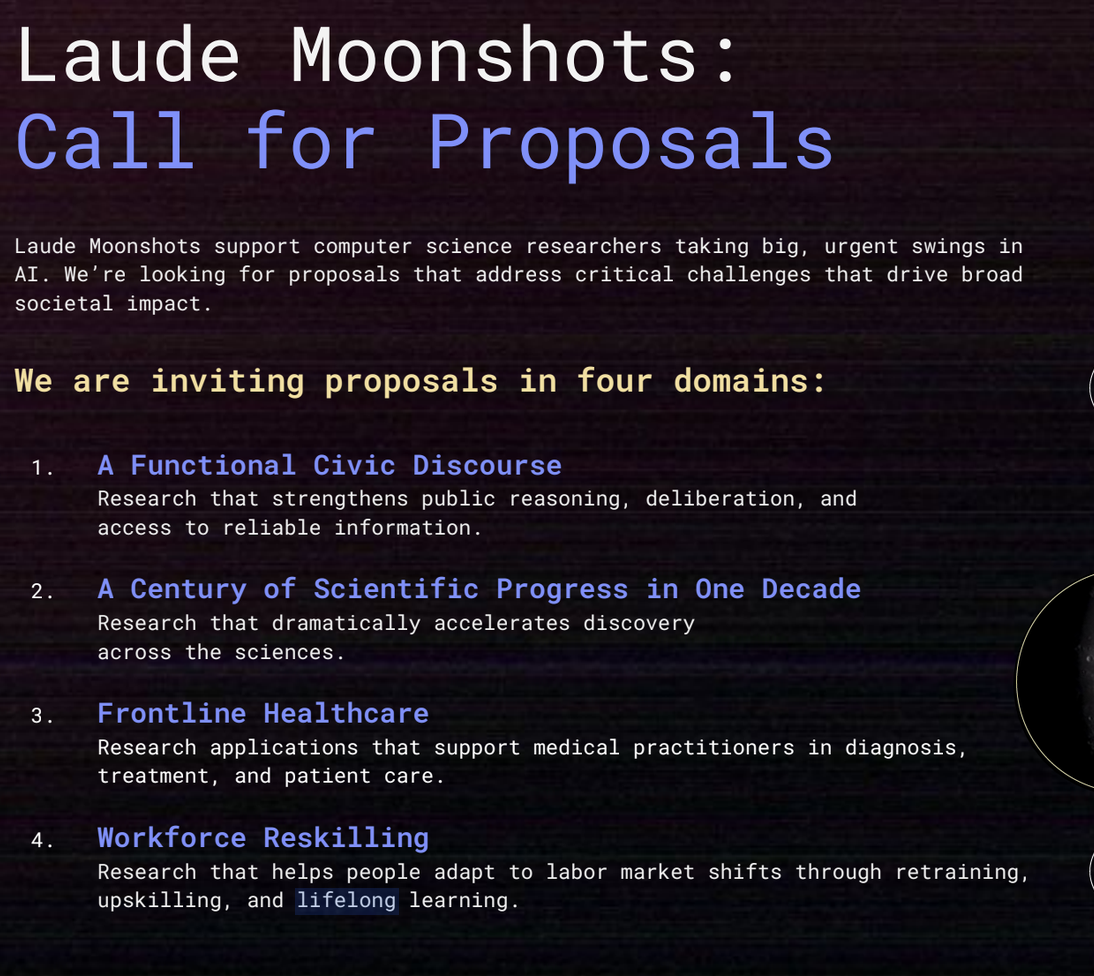 Laude Moonshots:
Call for Proposals
Laude Moonshots support computer science researchers taking big, urgent swings in
AI. We’re looking for proposals that address critical challenges that drive broad
societal impact.
We are inviting proposals in four domains:
1. A Functional Civic Discourse
Research that strengthens public reasoning, deliberation, and
access to reliable information.
2. A Century of Scientific Progress in One Decade
Research that dramatically accelerates discovery
across the sciences.
3. Frontline Healthcare
Research applications that support medical practitioners in diagnosis,
treatment, and patient care.
4. Workforce Reskilling
Research that helps people adapt to labor market shifts through retraining,
upskilling, and lifelong learning.